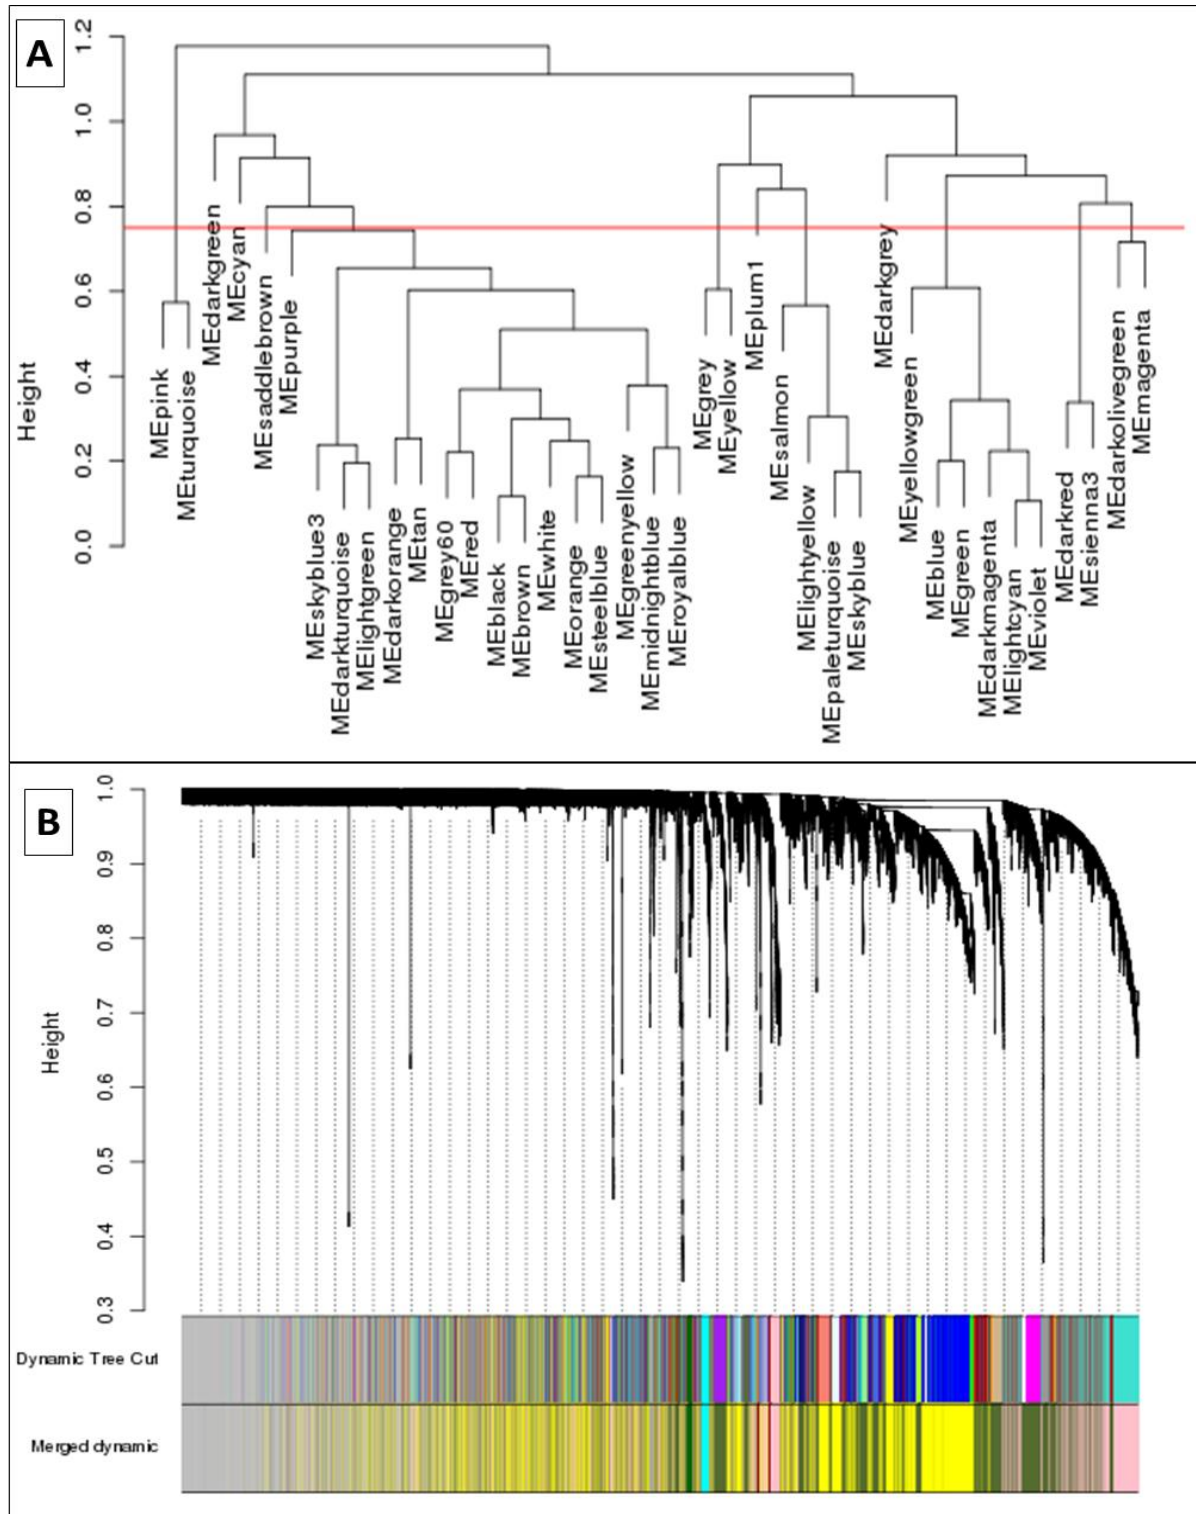 A
Height
0.0
0.2
0.4
0.6
0.8
1.0
1.2
MEpink
MEturquoise
MEdarkgreen
MEcyan
MEsaddlebrown
MEpurple
MEskyblue3
MEdarkturquoise
MElightgreen
MEdarkorange
MEtan
MEgrey60
MEred
MEblack
MEbrown
MEwhite
MEorange
MEsteelblue
MEgreenyellow
MEmidnightblue
MEroyalblue
MEgrey
MEyellow
MEplum1
MEsalmon
MElightyellow
MEpaleturquoise
MEskyblue
MEdarkgrey
MEyellowgreen
MEblue
MEgreen
MEdarkmagenta
MElightcyan
MEviolet
MEdarkred
MEsienna3
MEdarkolivegreen
MEmagenta
B
Height
0.3
0.4
0.5
0.6
0.7
0.8
0.9
1.0
Dynamic Tree Cut
Merged dynamic